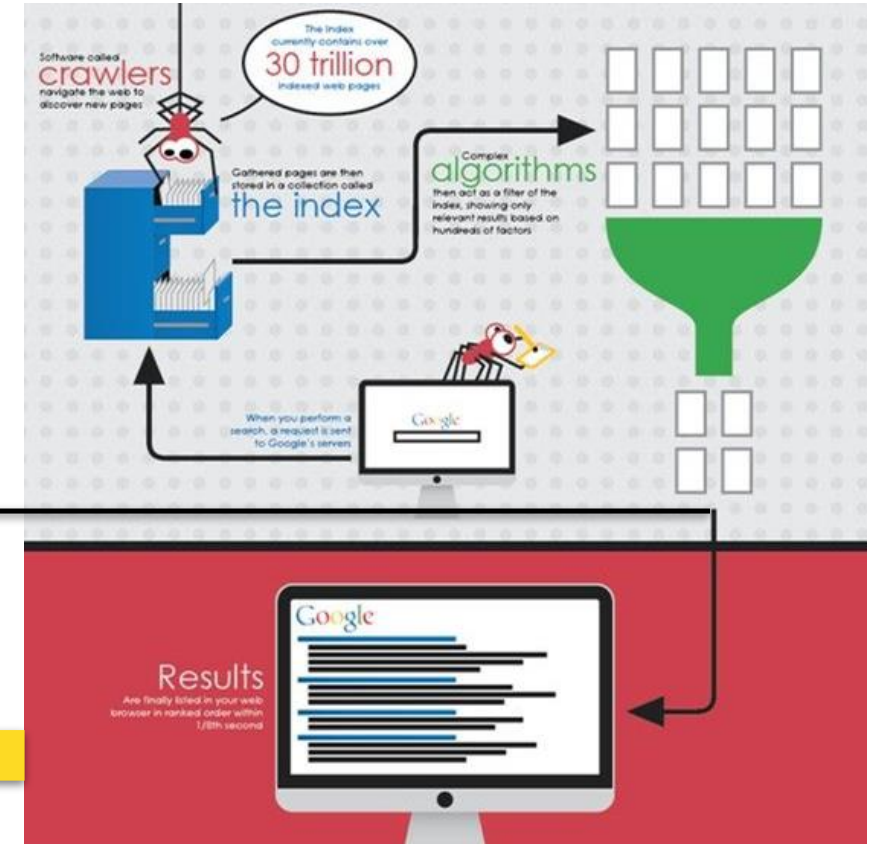 Software called
crawlers
navigate the web to
discover new pages
The Index
currently contains over
30 trillion
indexed web pages
Gathered pages are then
stored in a collection called
the index
Complex
algorithms
then act as a filter of the
index, showing only
relevant results based on
hundreds of factors
When you perform a
search, a request is sent
to Google's servers
Google
Google
Results
Are finally listed in your web
browser in ranked order within
1/8th second